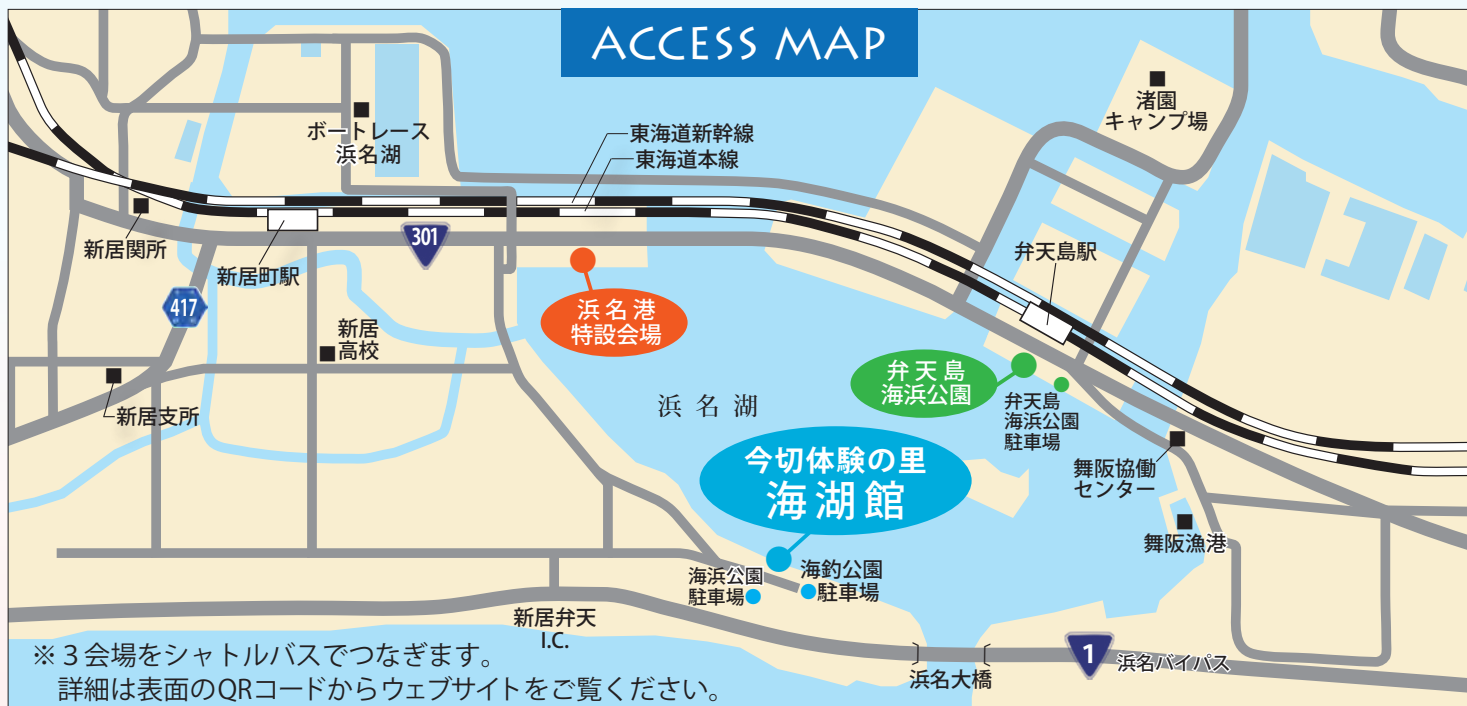 ACCESS MAP
渚園
キャンプ場
ボートレース
浜名湖
東海道新幹線
東海道本線
新居関所
新居町駅
301
弁天島駅
417
浜名港
特設会場
新居
高校
弁天島
海浜公園
弁天島
海浜公園
駐車場
新居支所
浜名湖
今切体験の里
海湖館
舞阪協働
センター
舞阪漁港
海浜公園
駐車場
海釣公園
駐車場
新居弁天
I.C.
1
浜名バイパス
浜名大橋
※３会場をシャトルバスでつなぎます。
詳細は表面のQRコードからウェブサイトをご覧ください。